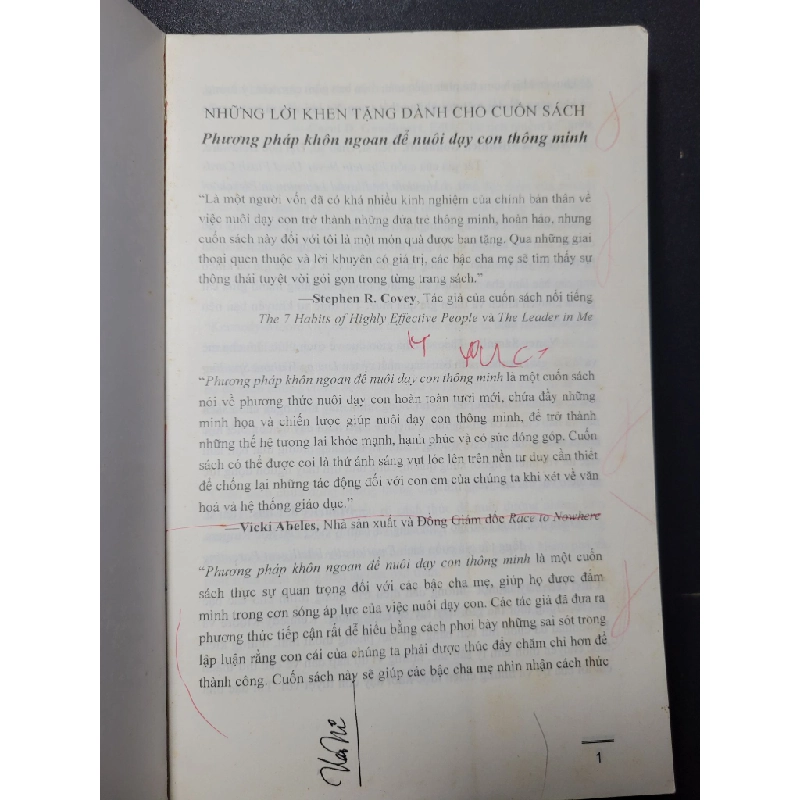 NHỮNG LỜI KHEN TẶNG DÀNH CHO CUỐN SÁCH
Phương pháp khôn ngoan để nuôi dạy con thông minh
“Là một người vốn đã có khá nhiều kinh nghiệm của chính bản thân về
việc nuôi dạy con trở thành những đứa trẻ thông minh, hoàn hảo, nhưng
cuốn sách này đối với tôi là một món quà được ban tặng. Qua những giai
thoại quen thuộc và lời khuyên có giá trị, các bậc cha mẹ sẽ tìm thấy sự
thông thái tuyệt vời gói gọn trong từng trang sách.”
—Stephen R. Covey, Tác giả của cuốn sách nổi tiếng
The 7 Habits of Highly Effective People và The Leader in Me
“Phương pháp khôn ngoan để nuôi dạy con thông minh là một cuốn sách
nói về phương thức nuôi dạy con hoàn toàn tươi mới, chứa đầy những
minh họa và chiến lược giúp nuôi dạy con thông minh, để trở thành
những thế hệ tương lai khỏe mạnh, hạnh phúc và có sức đóng góp. Cuốn
sách có thể được coi là thứ ánh sáng vụt lóe lên trên nền tư duy cần thiết
để chống lại những tác động đối với con em của chúng ta khi xét về văn
hoá và hệ thống giáo dục.”
—Vicki Abeles, Nhà sản xuất và Đồng Giám đốc Race to Nowhere
“Phương pháp khôn ngoan để nuôi dạy con thông minh là một cuốn
sách thực sự quan trọng đối với các bậc cha mẹ, giúp họ được đắm
mình trong cơn sóng áp lực của việc nuôi dạy con. Các tác giả đã đưa ra
phương thức tiếp cận rất dễ hiểu bằng cách phơi bày những sai sót trong
lập luận rằng con cái của chúng ta phải được thúc đẩy chăm chỉ hơn để
thành công. Cuốn sách này sẽ giúp các bậc cha mẹ nhìn nhận cách thức
1